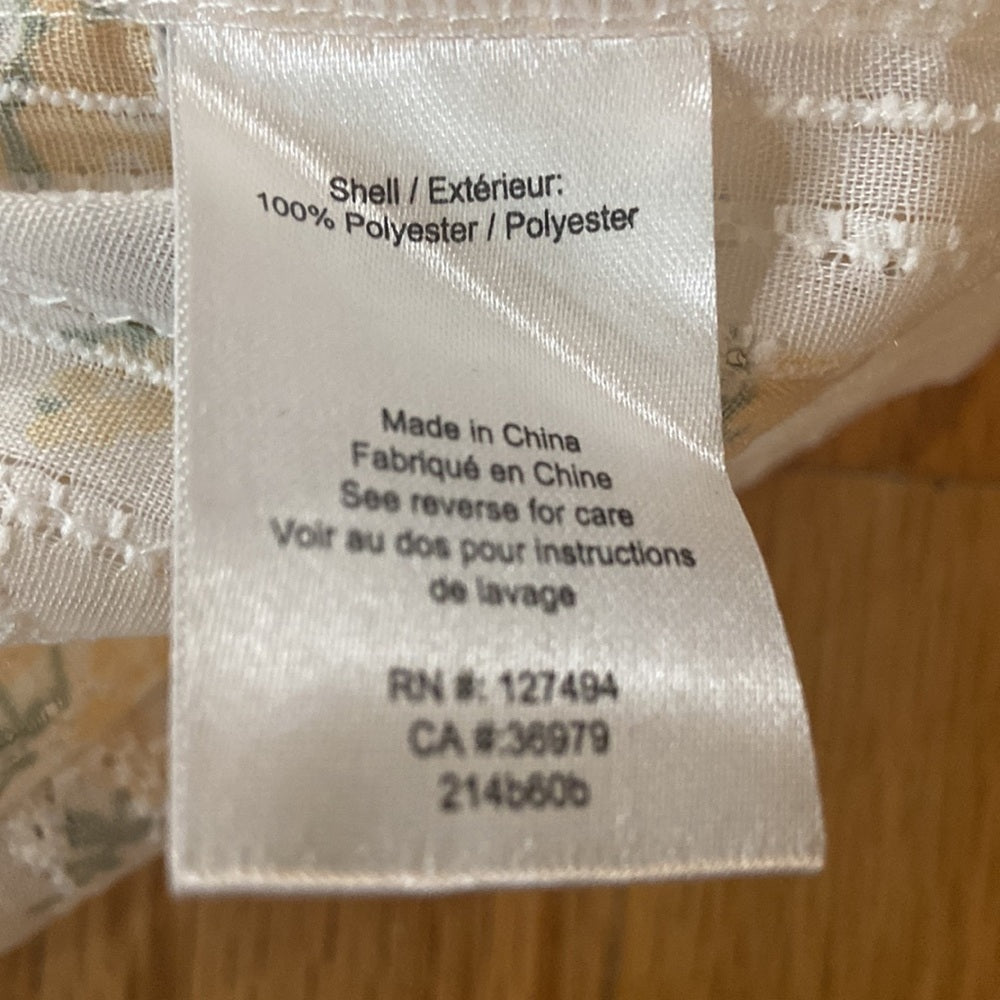 Shell / Extérieur:
100% Polyester / Polyester
Made in China
Fabriqué en Chine
See reverse for care
Voir au dos pour instructions
de lavage
RN #: 127494
CA #:36979
214b60b